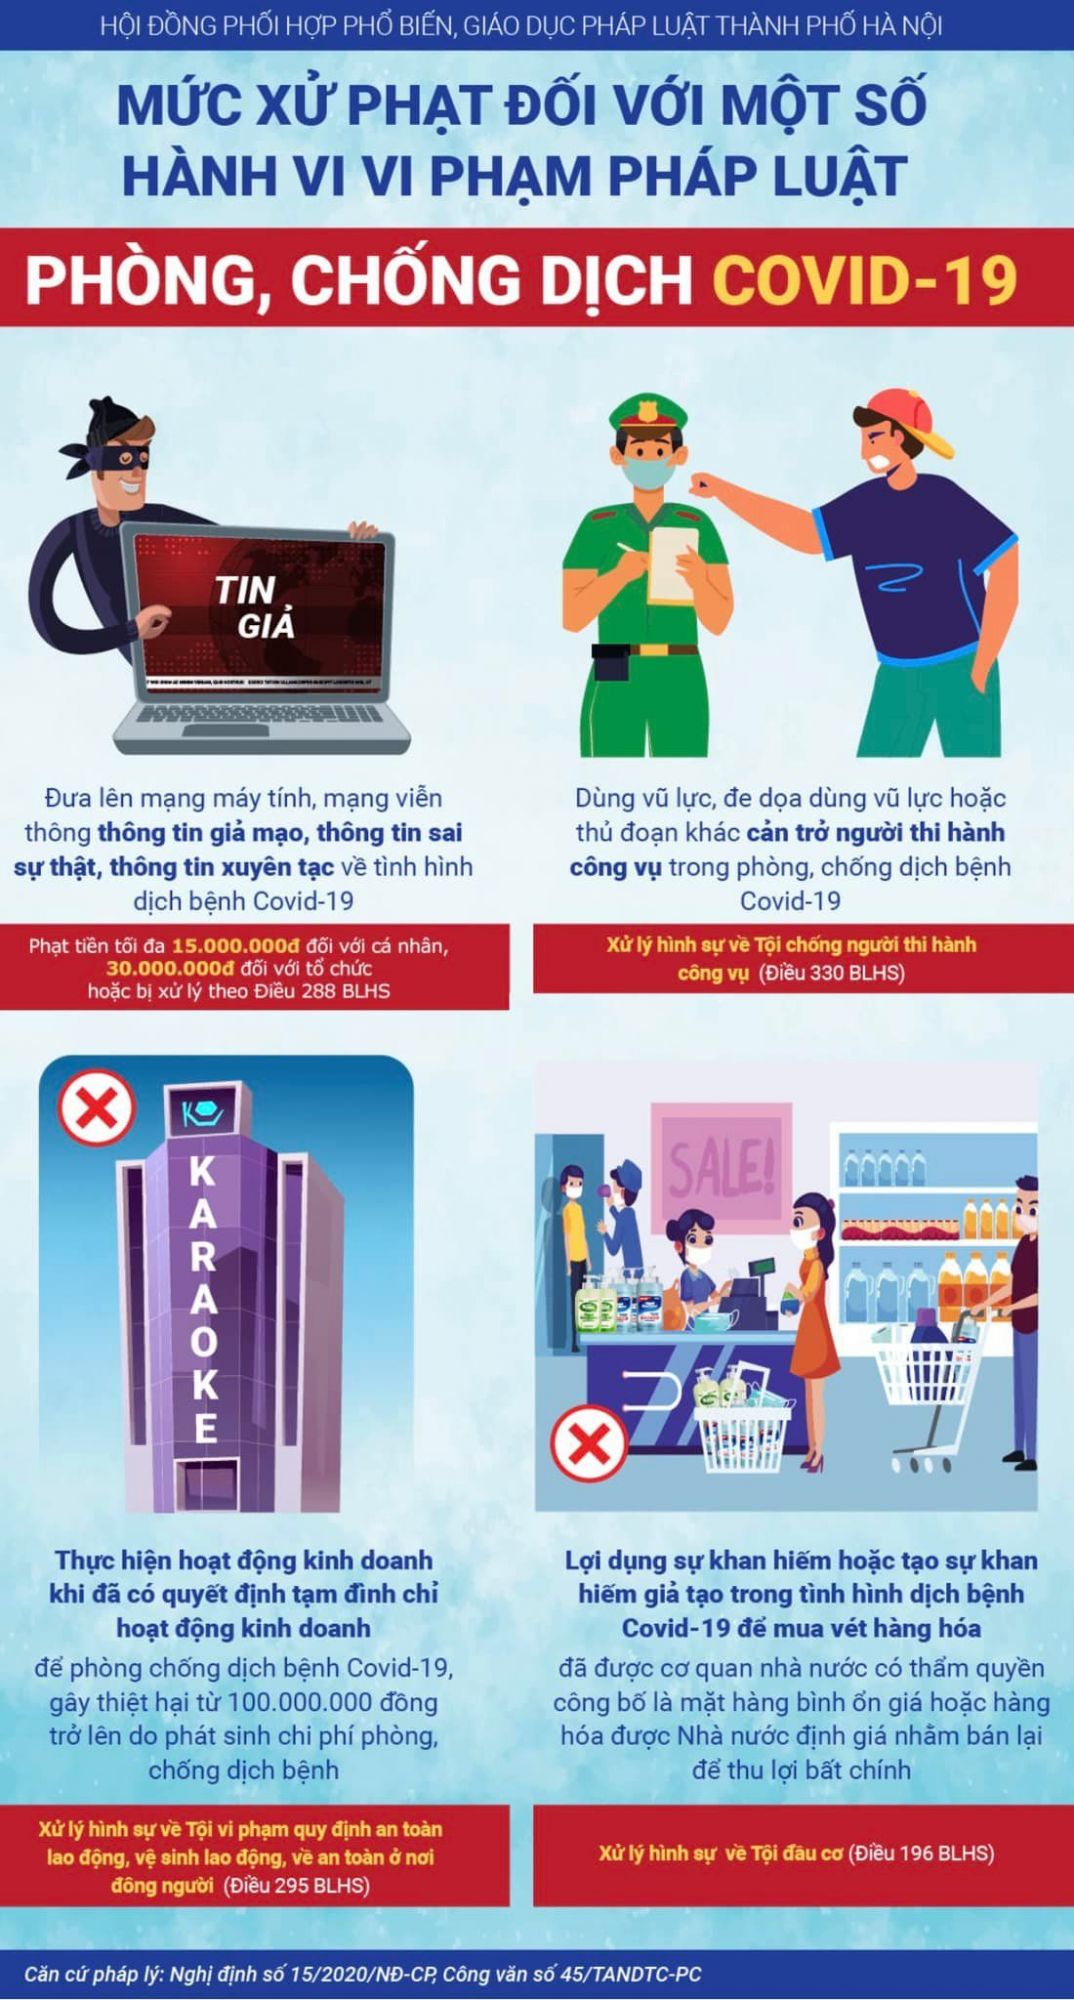 HỘI ĐỒNG PHỐI HỢP PHỔ BIẾN, GIÁO DỤC PHÁP LUẬT THÀNH PHỐ HÀ NỘI
MỨC XỬ PHẠT ĐỐI VỚI MỘT SỐ
HÀNH VI VI PHẠM PHÁP LUẬT
PHÒNG, CHỐNG DỊCH COVID-19
TIN
GIẢ
Đưa lên mạng máy tính, mạng viễn
thông thông tin giả mạo, thông tin sai
sự thật, thông tin xuyên tạc về tình hình
dịch bệnh Covid-19
Phạt tiền tối đa 15.000.000đ đối với cá nhân,
30.000.000đ đối với tổ chức
hoặc bị xử lý theo Điều 288 BLHS
Dùng vũ lực, đe dọa dùng vũ lực hoặc
thủ đoạn khác cản trở người thi hành
công vụ trong phòng, chống dịch bệnh
Covid-19
Xử lý hình sự về Tội chống người thi hành
công vụ (Điều 330 BLHS)
KARAOKE
Thực hiện hoạt động kinh doanh
khi đã có quyết định tạm đình chỉ
hoạt động kinh doanh
để phòng chống dịch bệnh Covid-19,
gây thiệt hại từ 100.000.000 đồng
trở lên do phát sinh chi phí phòng,
chống dịch bệnh
Xử lý hình sự về Tội vi phạm quy định an toàn
lao động, vệ sinh lao động, về an toàn ở nơi
đông người (Điều 295 BLHS)
SALE!
Lợi dụng sự khan hiếm hoặc tạo sự khan
hiếm giả tạo trong tình hình dịch bệnh
Covid-19 để mua vét hàng hóa
đã được cơ quan nhà nước có thẩm quyền
công bố là mặt hàng bình ổn giá hoặc hàng
hóa được Nhà nước định giá nhằm bán lại
để thu lợi bất chính
Xử lý hình sự về Tội đầu cơ (Điều 196 BLHS)
Căn cứ pháp lý: Nghị định số 15/2020/NĐ-CP, Công văn số 45/TANDTC-PC